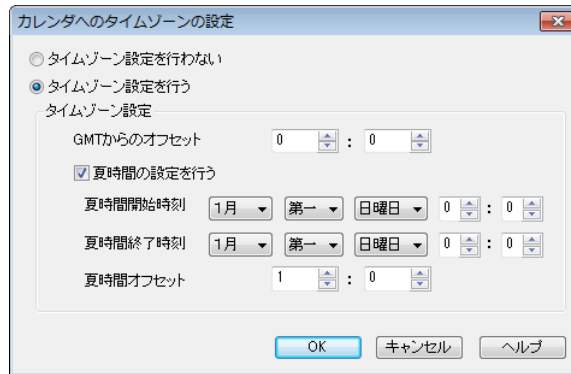 カレンダへのタイムゾーンの設定
タイムゾーン設定を行わない
タイムゾーン設定を行う
タイムゾーン設定
GMTからのオフセット 0 : 0
夏時間の設定を行う
夏時間開始時刻 1月 第一 日曜日 0 : 0
夏時間終了時刻 1月 第一 日曜日 0 : 0
夏時間オフセット 1 : 0
OK キャンセル ヘルプ